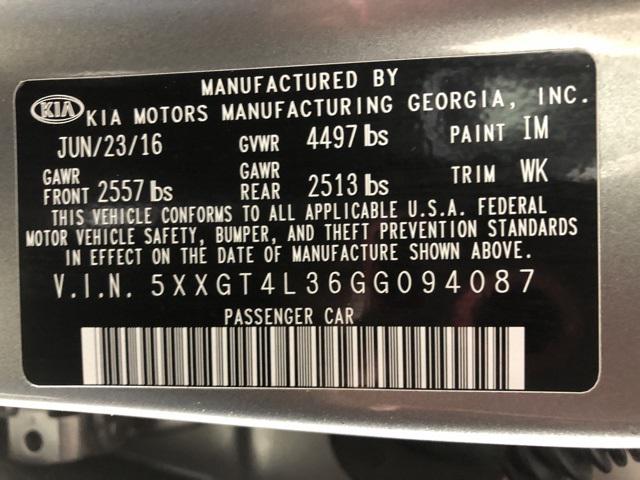 MANUFACTURED BY
KIA KIA MOTORS MANUFACTURING GEORGIA, INC.
JUN/23/16 GVWR 4497 lbs PAINT IM
GAWR FRONT 2557 lbs GAWR REAR 2513 lbs TRIM WK
THIS VEHICLE CONFORMS TO ALL APPLICABLE U.S.A. FEDERAL
MOTOR VEHICLE SAFETY, BUMPER, AND THEFT PREVENTION STANDARDS
IN EFFECT ON THE DATE OF MANUFACTURE SHOWN ABOVE.
V.I.N. 5XXGT4L36GG094087
PASSENGER CAR